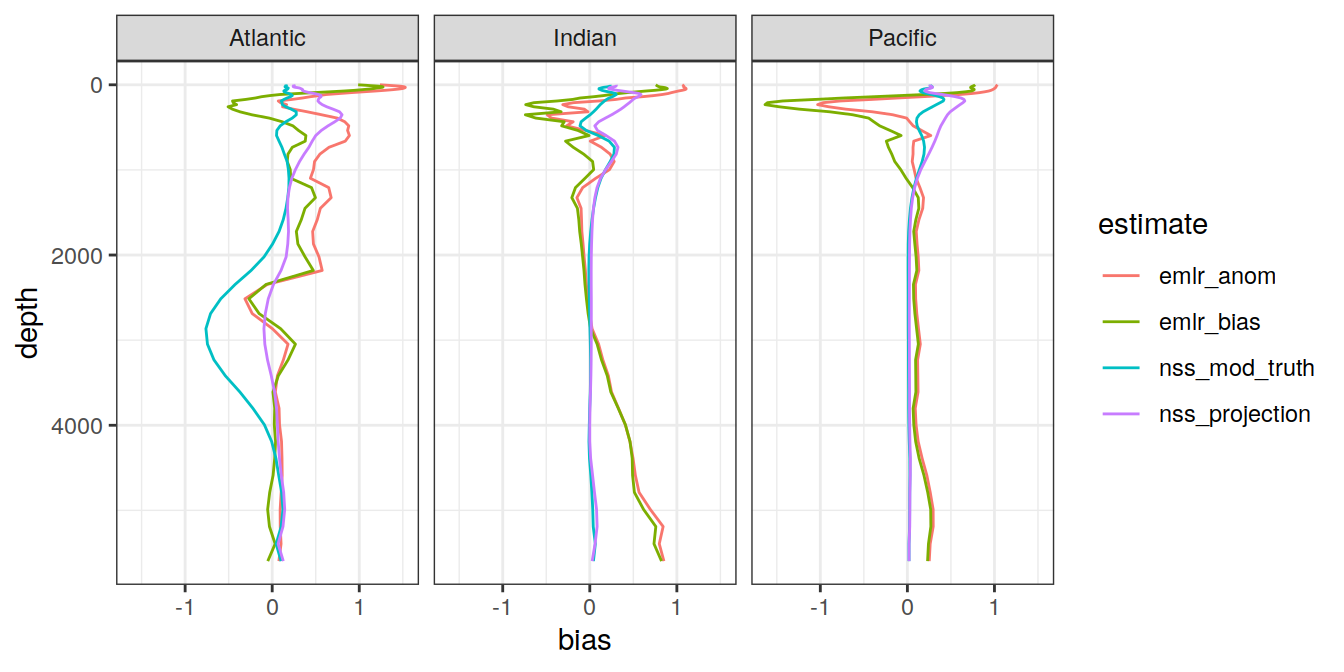 Atlantic Indian Pacific
0
2000
4000
depth
-1 0 1 -1 0 1 -1 0 1
bias
estimate
emlr_anom
emlr_bias
nss_mod_truth
nss_projection